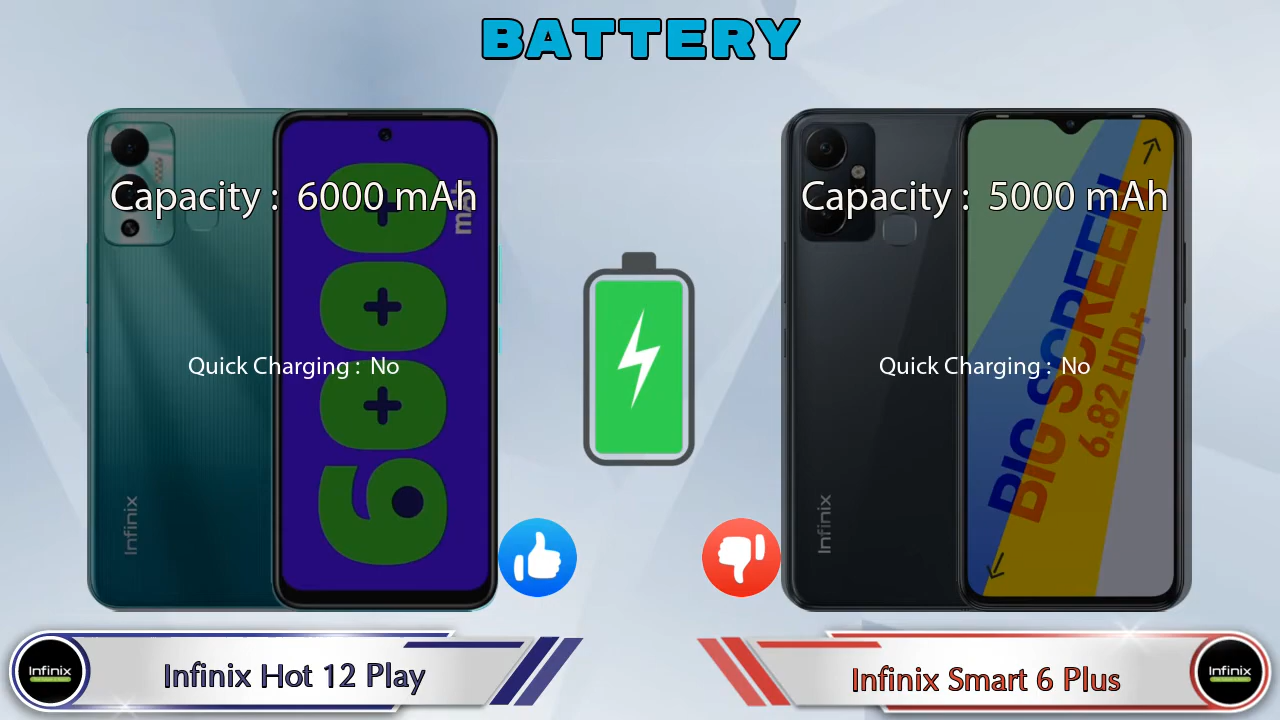 BATTERY
Capacity : 6000 mAh
Capacity : 5000 mAh
Quick Charging : No
Quick Charging : No
6000
mAh
BIG SCREEN
6.82 HD+
Infinix
Infinix
Infinix
Infinix Hot 12 Play
Infinix Smart 6 Plus
Infinix